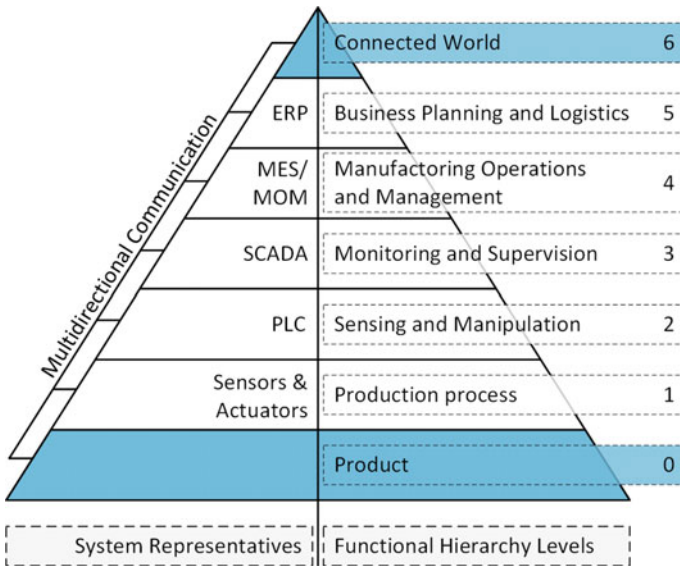 Multidirectional Communication
Connected World 6
ERP Business Planning and Logistics 5
MES/ Manufactoring Operations
MOM and Management 4
SCADA Monitoring and Supervision 3
PLC Sensing and Manipulation 2
Sensors &
Actuators Production process 1
Product 0
System Representatives Functional Hierarchy Levels